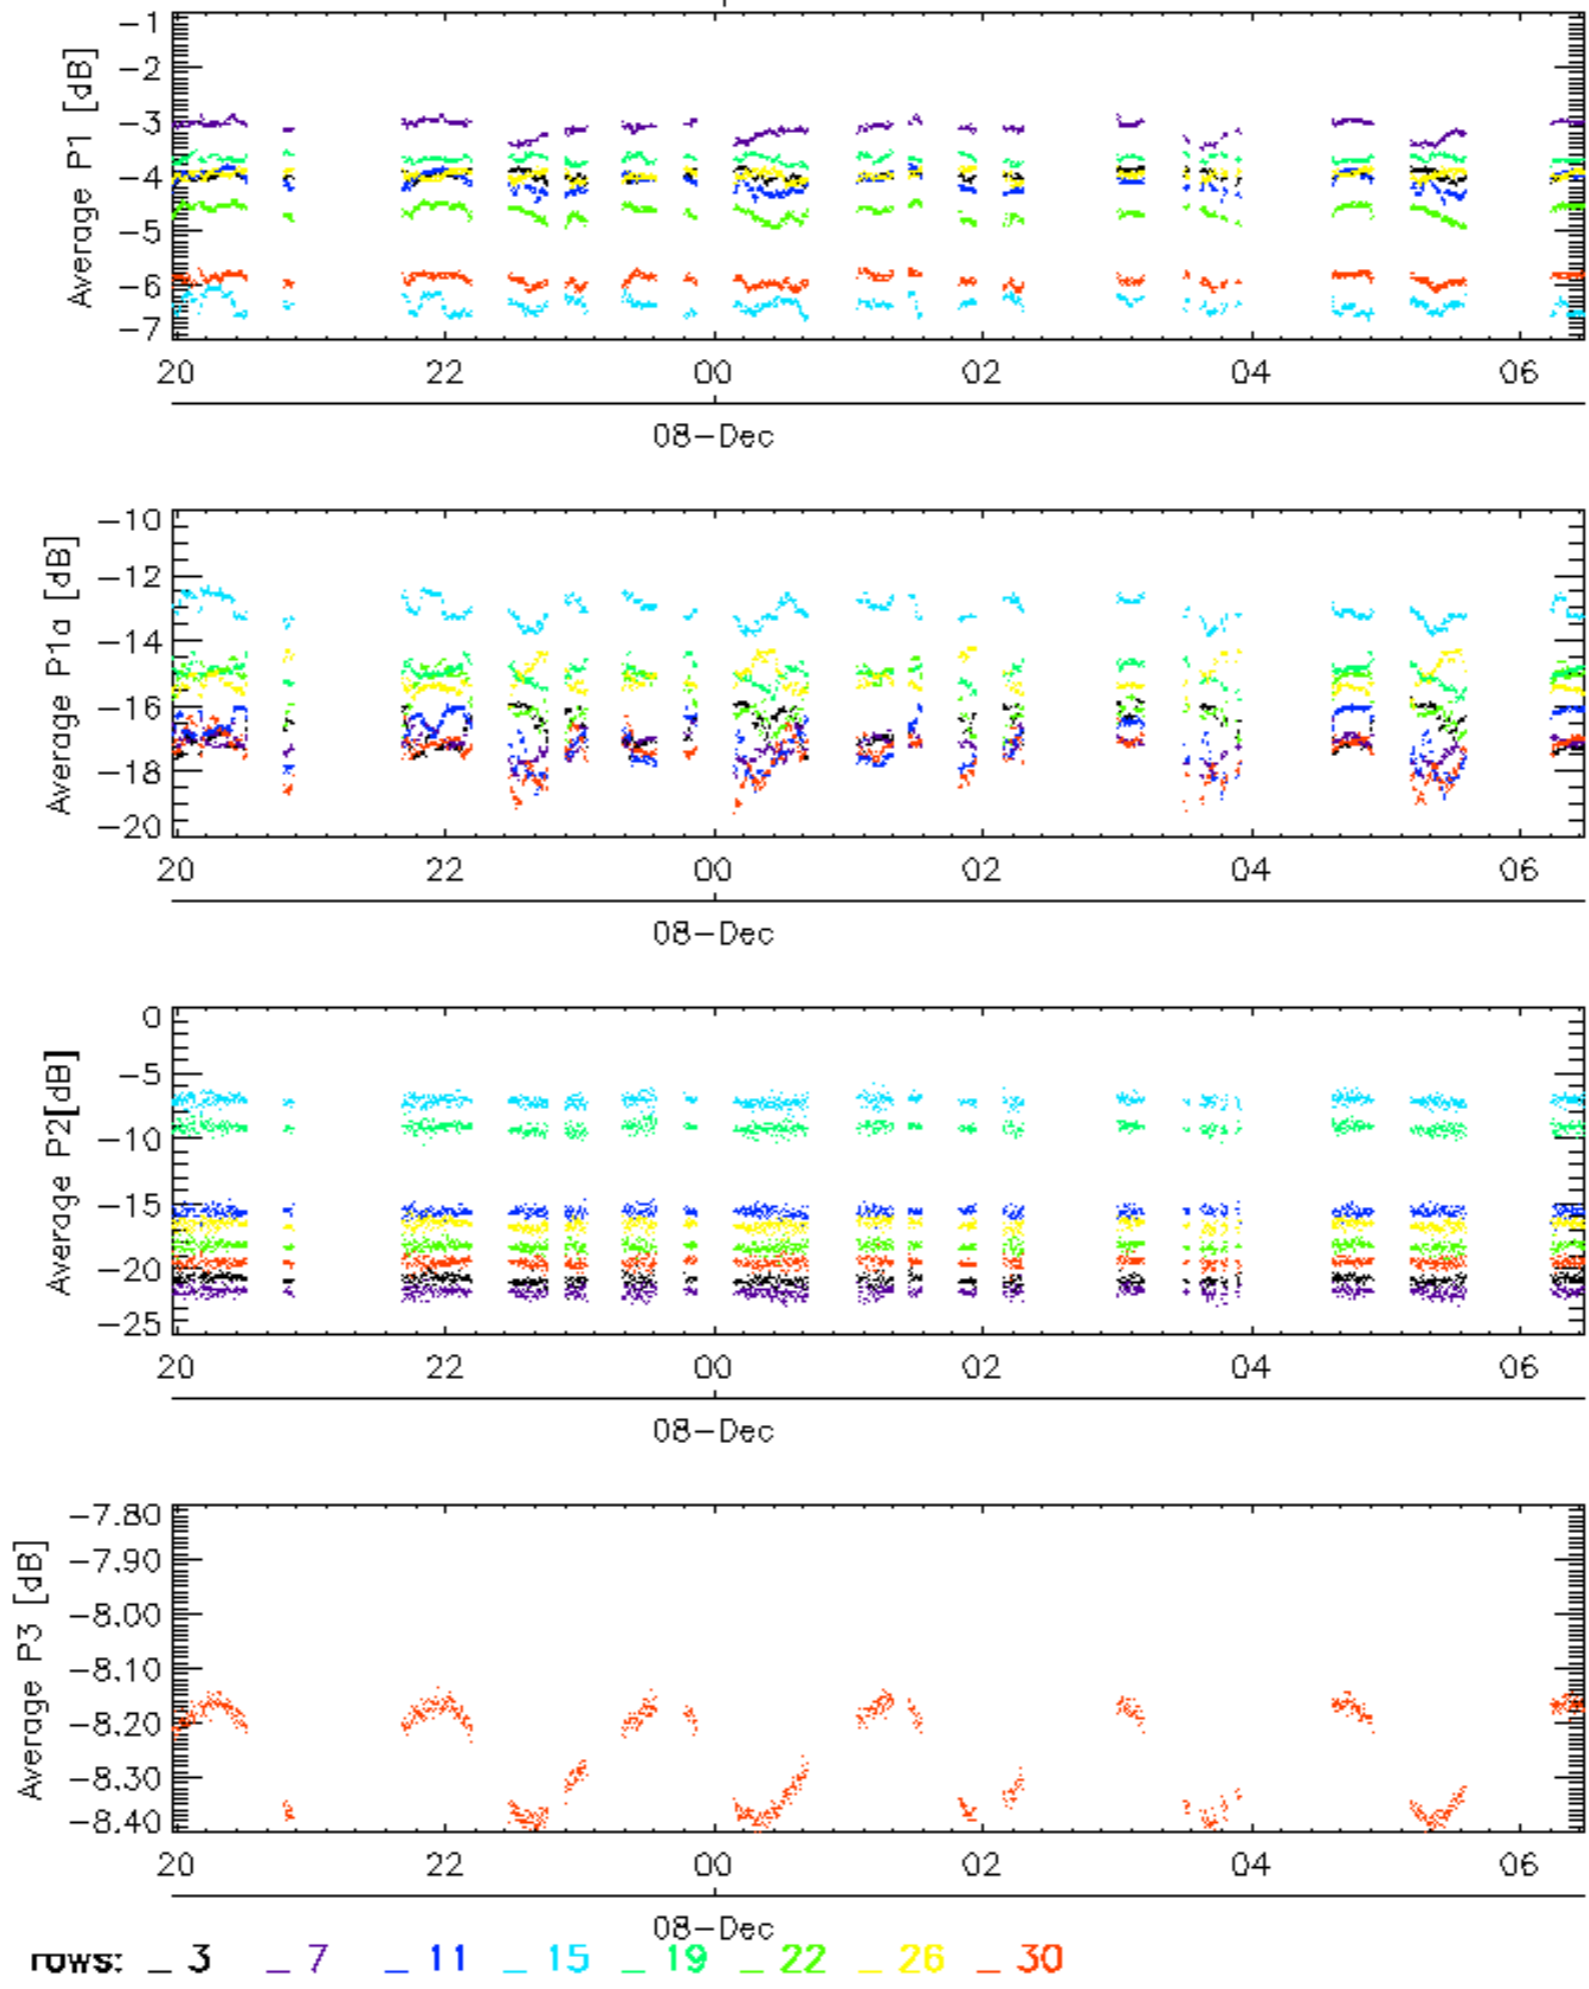 Average P1 [dB]
-1
-2
-3
-4
-5
-6
-7
20 22 00 02 04 06
08-Dec
Average P1a [dB]
-10
-12
-14
-16
-18
-20
20 22 00 02 04 06
08-Dec
Average P2[dB]
0
-5
-10
-15
-20
-25
20 22 00 02 04 06
08-Dec
Average P3 [dB]
-7.80
-7.90
-8.00
-8.10
-8.20
-8.30
-8.40
20 22 00 02 04 06
08-Dec
rows: _ 3 _ 7 _ 11 _ 15 _ 19 _ 22 _ 26 _ 30